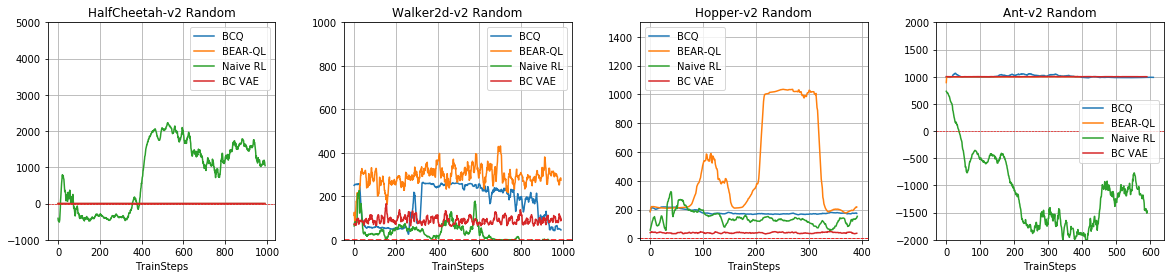 HalfCheetah-v2 Random
5000
4000
3000
2000
1000
0
−1000
0 200 400 600 800 1000
TrainSteps
BCQ
BEAR-QL
Naive RL
BC VAE
Walker2d-v2 Random
1000
800
600
400
200
0
0 200 400 600 800 1000
TrainSteps
BCQ
BEAR-QL
Naive RL
BC VAE
Hopper-v2 Random
1400
1200
1000
800
600
400
200
0
0 100 200 300 400
TrainSteps
BCQ
BEAR-QL
Naive RL
BC VAE
Ant-v2 Random
2000
1500
1000
500
0
−500
−1000
−1500
−2000
0 100 200 300 400 500 600
TrainSteps
BCQ
BEAR-QL
Naive RL
BC VAE